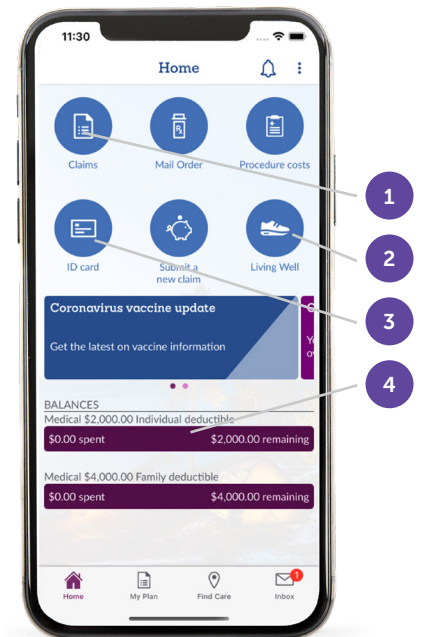 11:30
Home
Claims
Mail Order
Procedure costs
1
2
ID card
Submit a
new claim
Living Well
3
Coronavirus vaccine update
Get the latest on vaccine information
4
BALANCES
Medical $2,000.00 Individual deductible
$0.00 spent $2,000.00 remaining
Medical $4,000.00 Family deductible
$0.00 spent $4,000.00 remaining
1
Home My Plan Find Care Inbox